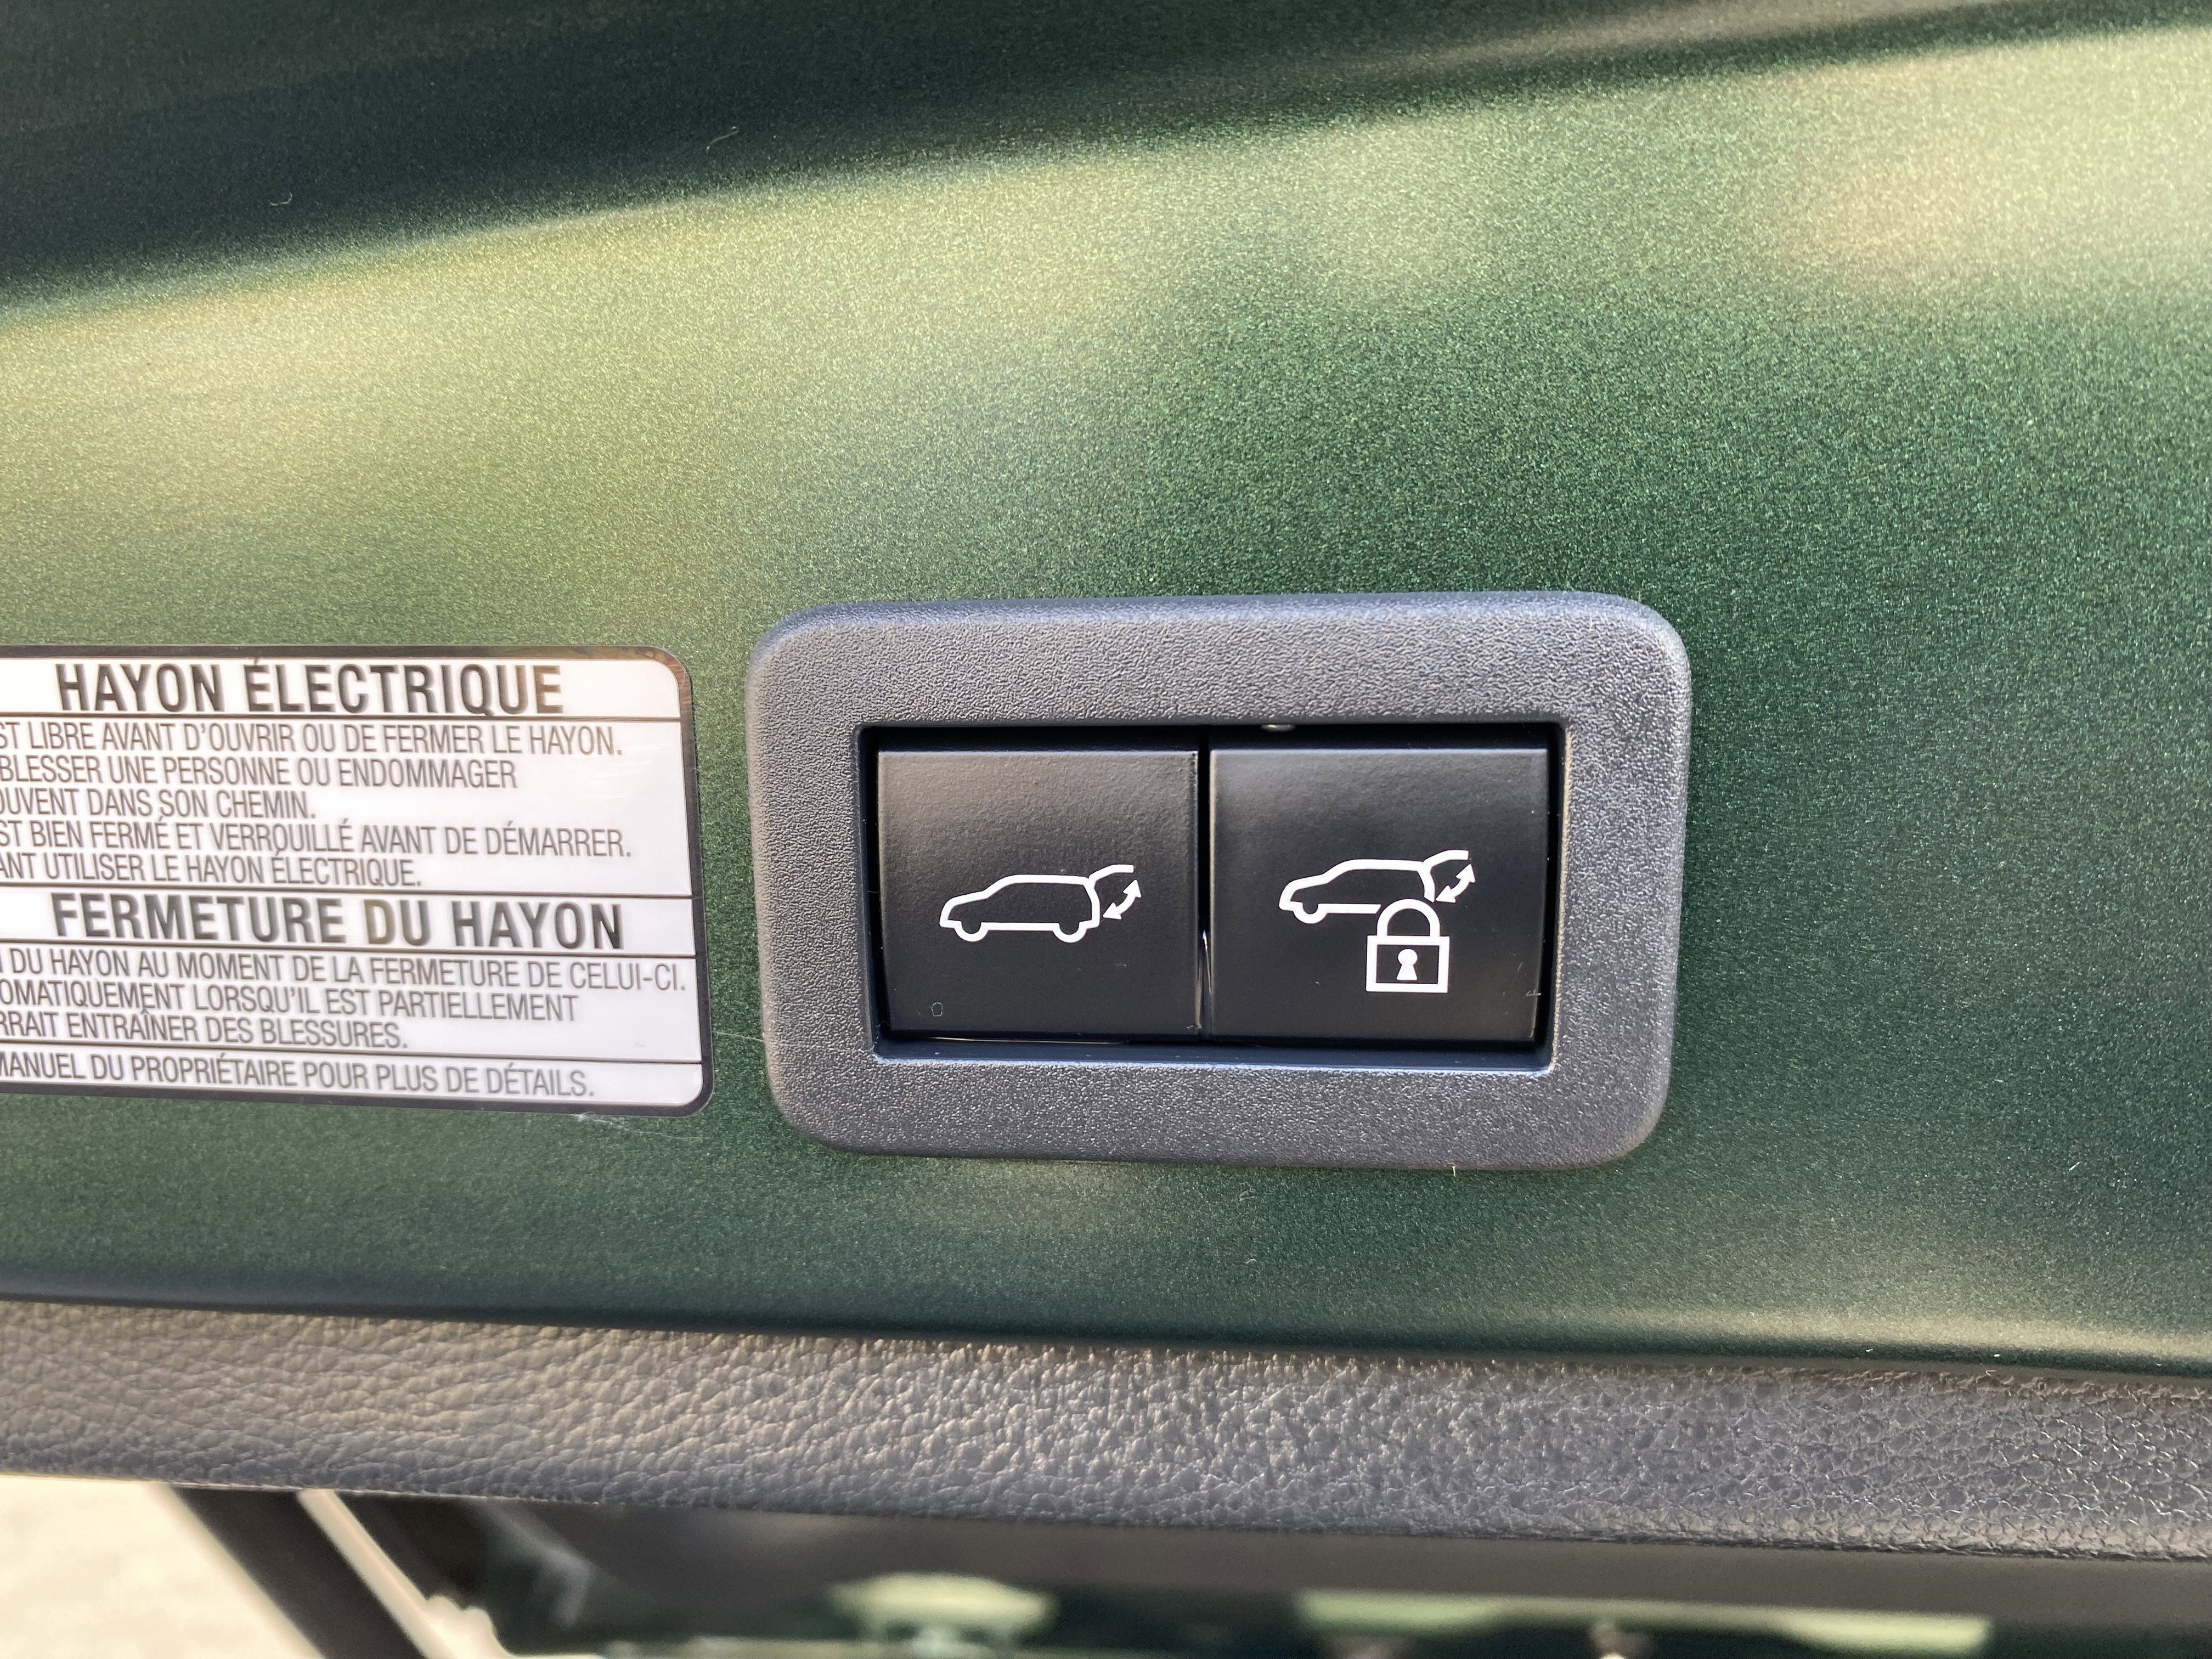 HAYON ÉLECTRIQUE
ST LIBRE AVANT D'OUVRIR OU DE FERMER LE HAYON.
BLESSER UNE PERSONNE OU ENDOMMAGER
OUVENT DANS SON CHEMIN.
ST BIEN FERMÉ ET VERROUILLÉ AVANT DE DÉMARRER.
ANT UTILISER LE HAYON ÉLECTRIQUE.
FERMETURE DU HAYON
DU HAYON AU MOMENT DE LA FERMETURE DE CELUI-CI.
OMATIQUEMENT LORSQU'IL EST PARTIELLEMENT
RRAIT ENTRAÎNER DES BLESSURES.
MANUEL DU PROPRIÉTAIRE POUR PLUS DE DÉTAILS.